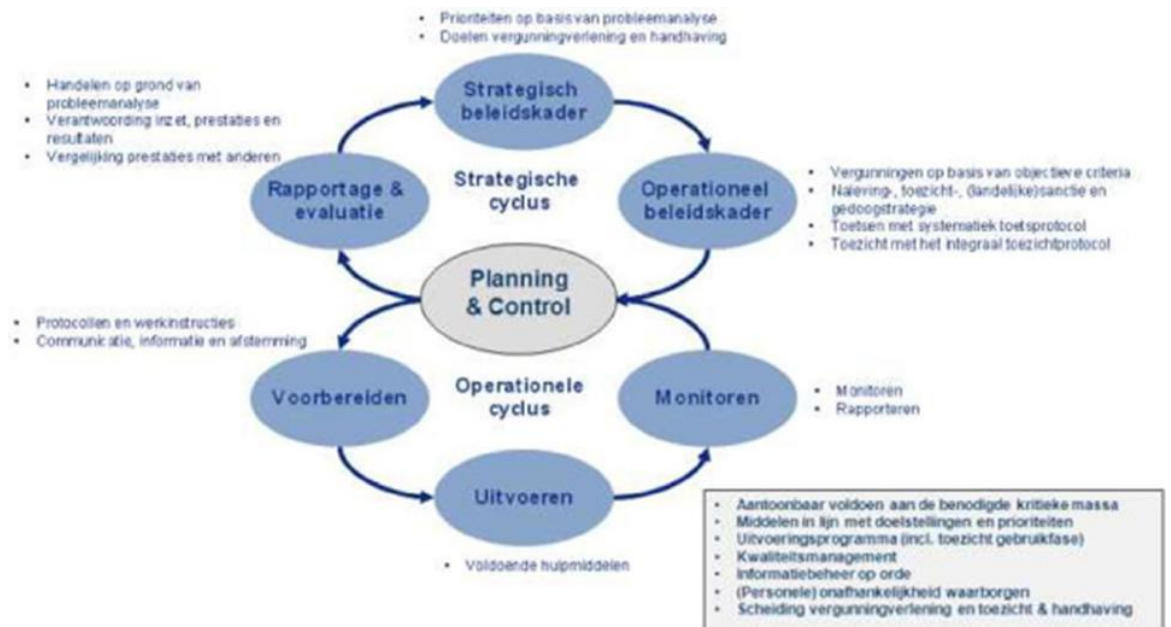 • Prioriteiten op basis van probleemanalyse
• Doelen vergunningverlening en handhaving
• Handelen op grond van
probleemanalyse
• Verantwoording inzet, prestaties en
resultaten
• Vergelijking prestaties met anderen
Strategisch
beleidskader
Rapportage &
evaluatie
Strategische
cyclus
Operationeel
beleidskader
• Vergunningen op basis van objectieve criteria
• Naleving-, toezicht-, (landelijke)sanctie en
gedoogstrategie
• Toetsen met systematiek toetsprotocol
• Toezicht met het integraal toezichtprotocol
Planning
& Control
• Protocollen en werkinstructies
• Communicatie, informatie en afstemming
Voorbereiden
Operationele
cyclus
Monitoren
• Monitoren
• Rapporteren
Uitvoeren
• Voldoende hulpmiddelen
• Aantoonbaar voldoen aan de benodigde kritieke massa
• Middelen in lijn met doelstellingen en prioriteiten
• Uitvoeringsprogramma (incl. toezicht gebruikfase)
• Kwaliteitsmanagement
• Informatiebeheer op orde
• (Personele) onafhankelijkheid waarborgen
• Scheiding vergunningverlening en toezicht & handhaving